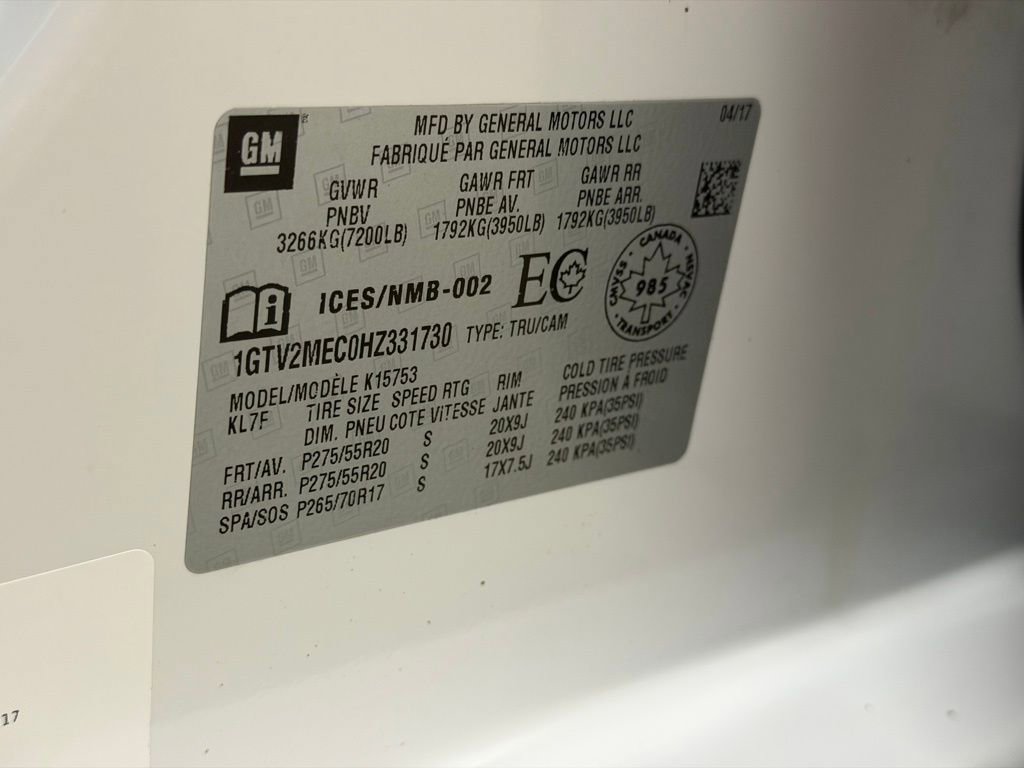 GM
MFD BY GENERAL MOTORS LLC
04/17
FABRIQUÉ PAR GENERAL MOTORS LLC
GVWR GAWR FRT GAWR RR
PNBV PNBE AV. PNBE ARR.
3266KG(7200LB) 1792KG(3950LB) 1792KG(3950LB)
ICES/NMB-002 EC
CANADA
CMVSS NSVAC
985
TRANSPORT
1GTV2MEC0HZ331730 TYPE: TRU/CAM
MODEL/MODÈLE K15753
KL7F TIRE SIZE SPEED RTG RIM COLD TIRE PRESSURE
DIM. PNEU COTE VITESSE JANTE PRESSION A FROID
FRT/AV. P275/55R20 S 20X9J 240 KPA(35PSI)
RR/ARR. P275/55R20 S 20X9J 240 KPA(35PSI)
SPA/SOS P265/70R17 S 17X7.5J 240 KPA(35PSI)
17